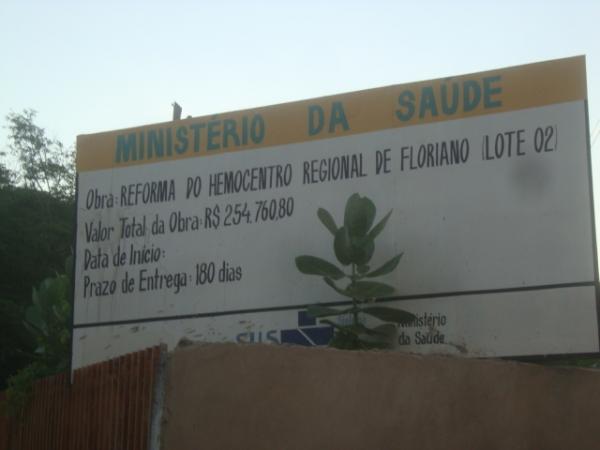 MINISTÉRIO DA SAÚDE
Obra: REFORMA DO HEMOCENTRO REGIONAL DE FLORIANO (LOTE 02)
Valor Total da Obra: R$ 254.760,80
Data de Início:
Prazo de Entrega: 180 dias
SUS
Ministério
da Saúde